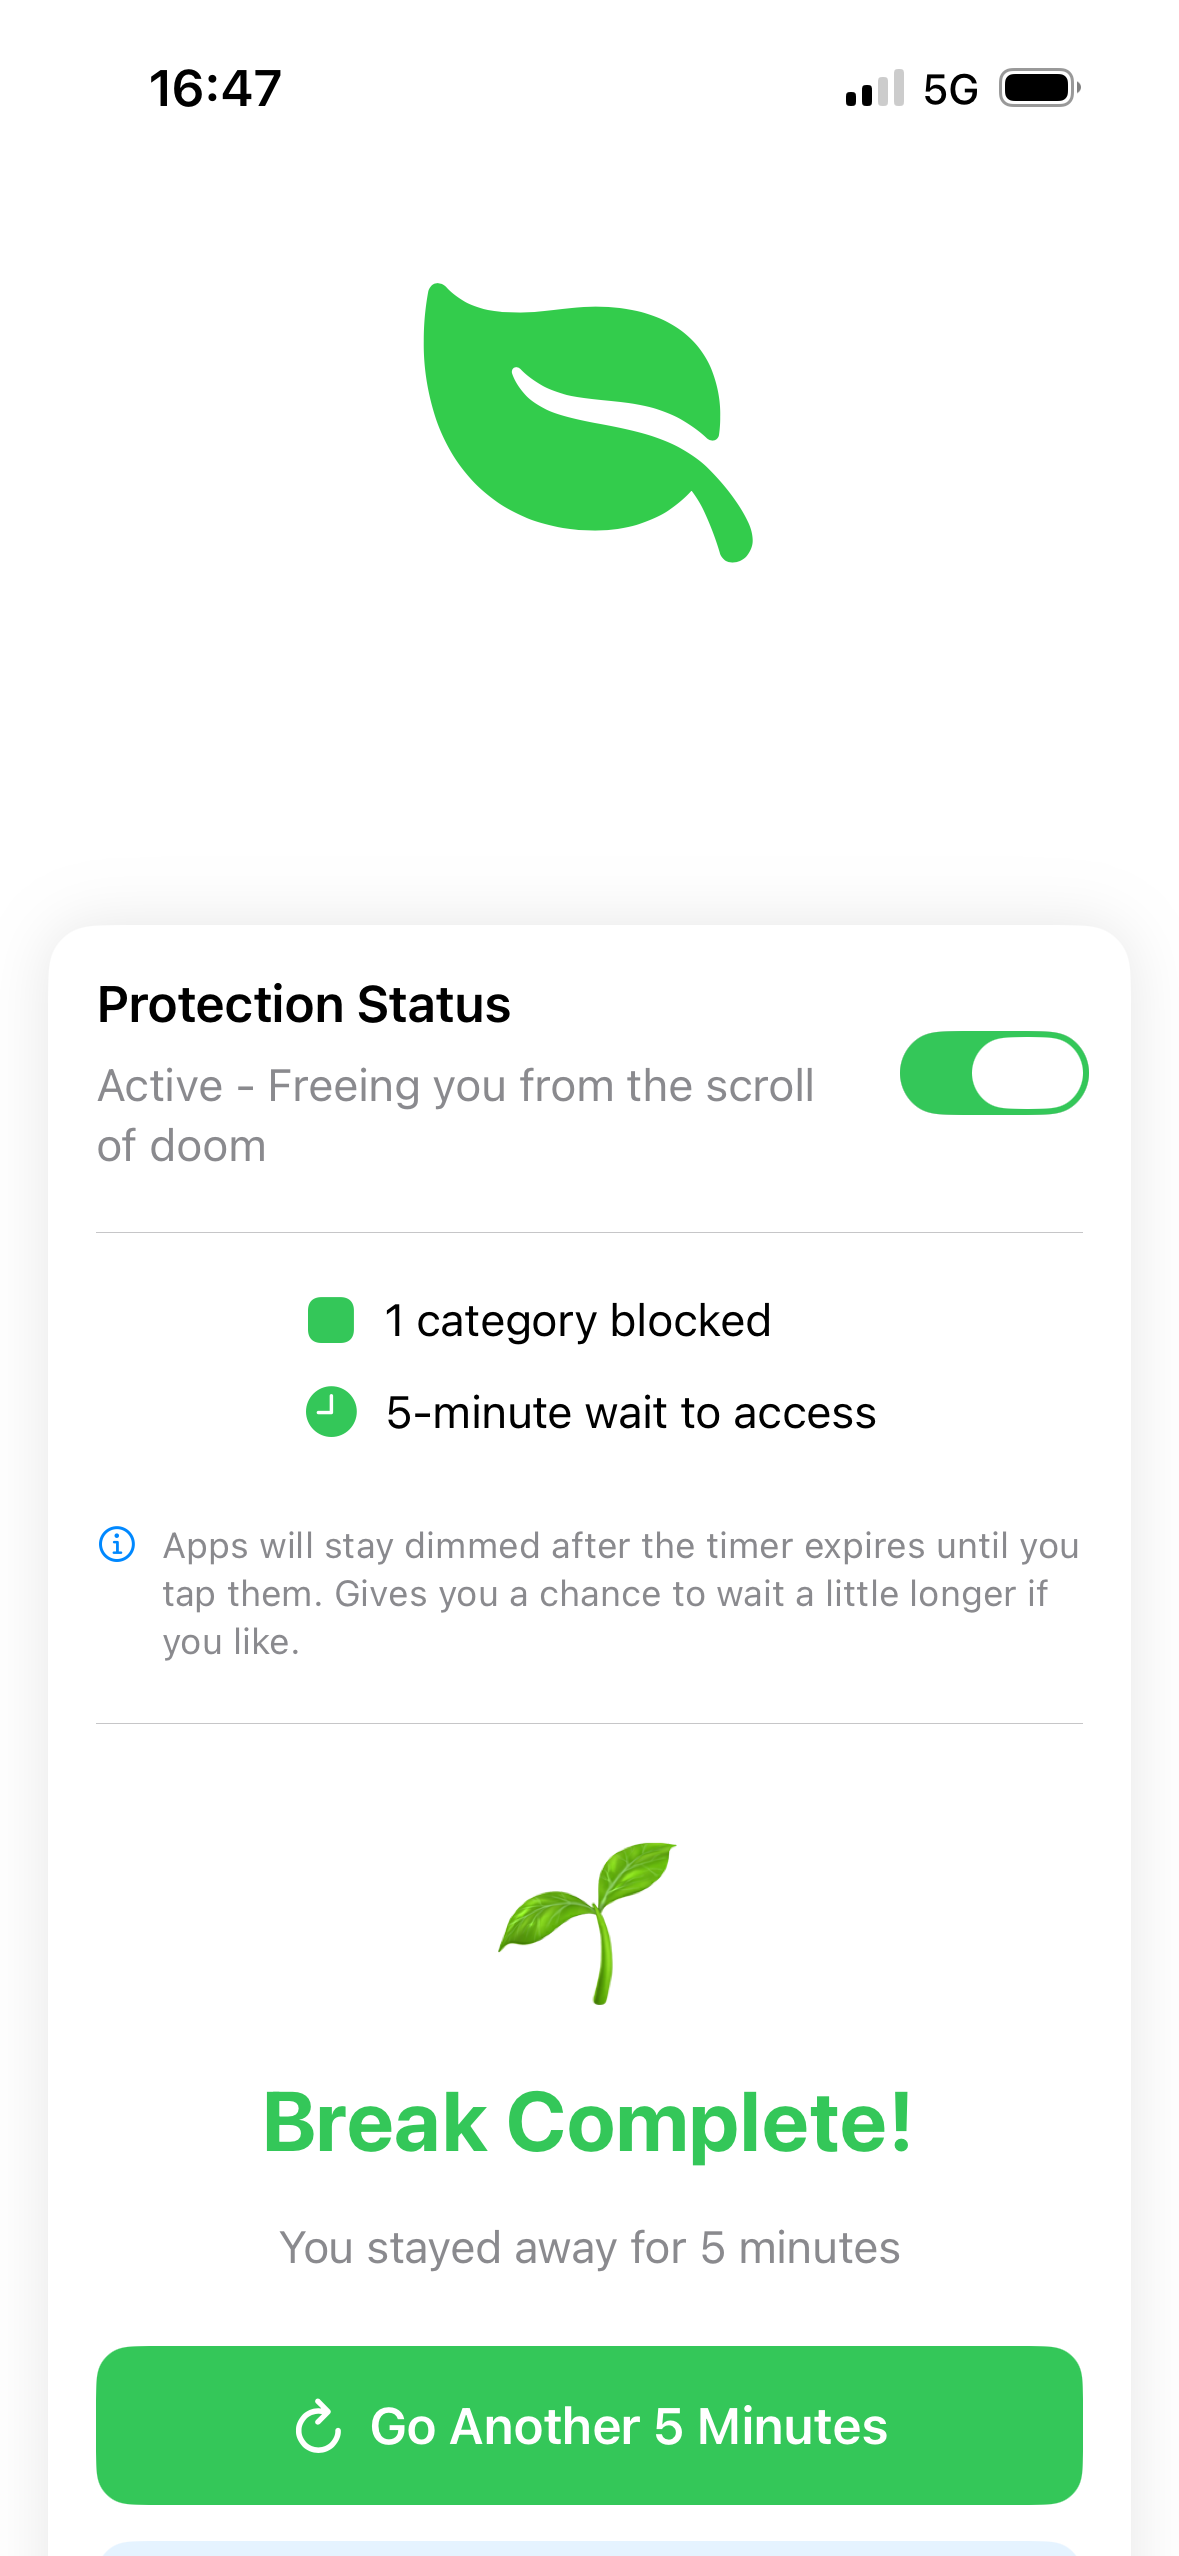 16:47
5G
Protection Status
Active - Freeing you from the scroll
of doom
1 category blocked
5-minute wait to access
Apps will stay dimmed after the timer expires until you
tap them. Gives you a chance to wait a little longer if
you like.
Break Complete!
You stayed away for 5 minutes
Go Another 5 Minutes